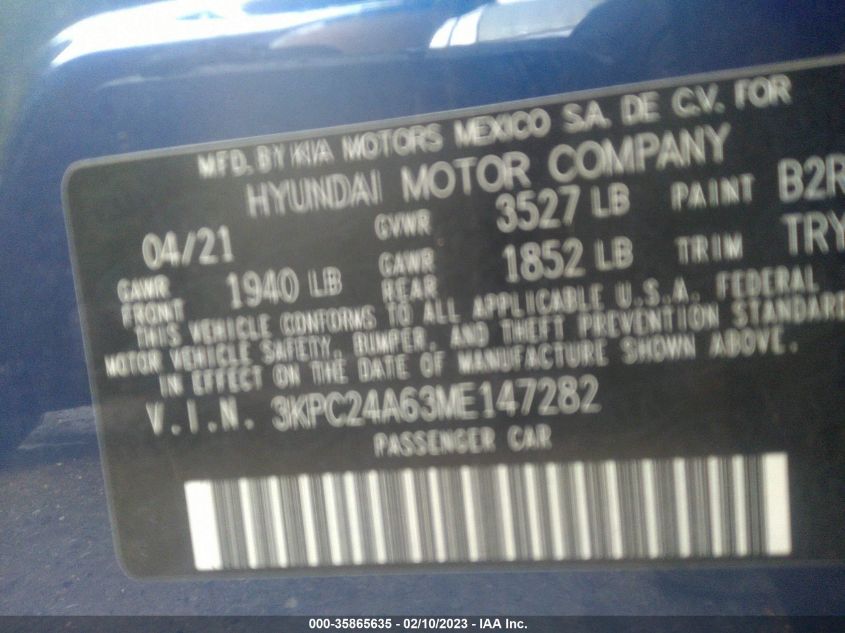 MFD. BY KIA MOTORS MEXICO S.A. DE C.V. FOR
HYUNDAI MOTOR COMPANY
04/21 GVWR 3527 LB PAINT B2R
GAWR FRONT 1940 LB GAWR REAR 1852 LB TRIM TRY
THIS VEHICLE CONFORMS TO ALL APPLICABLE U.S.A. FEDERAL
MOTOR VEHICLE SAFETY, BUMPER, AND THEFT PREVENTION STANDARD
IN EFFECT ON THE DATE OF MANUFACTURE SHOWN ABOVE.
V.I.N. 3KPC24A63ME147282
PASSENGER CAR
000-35865635 - 02/10/2023 - IAA Inc.